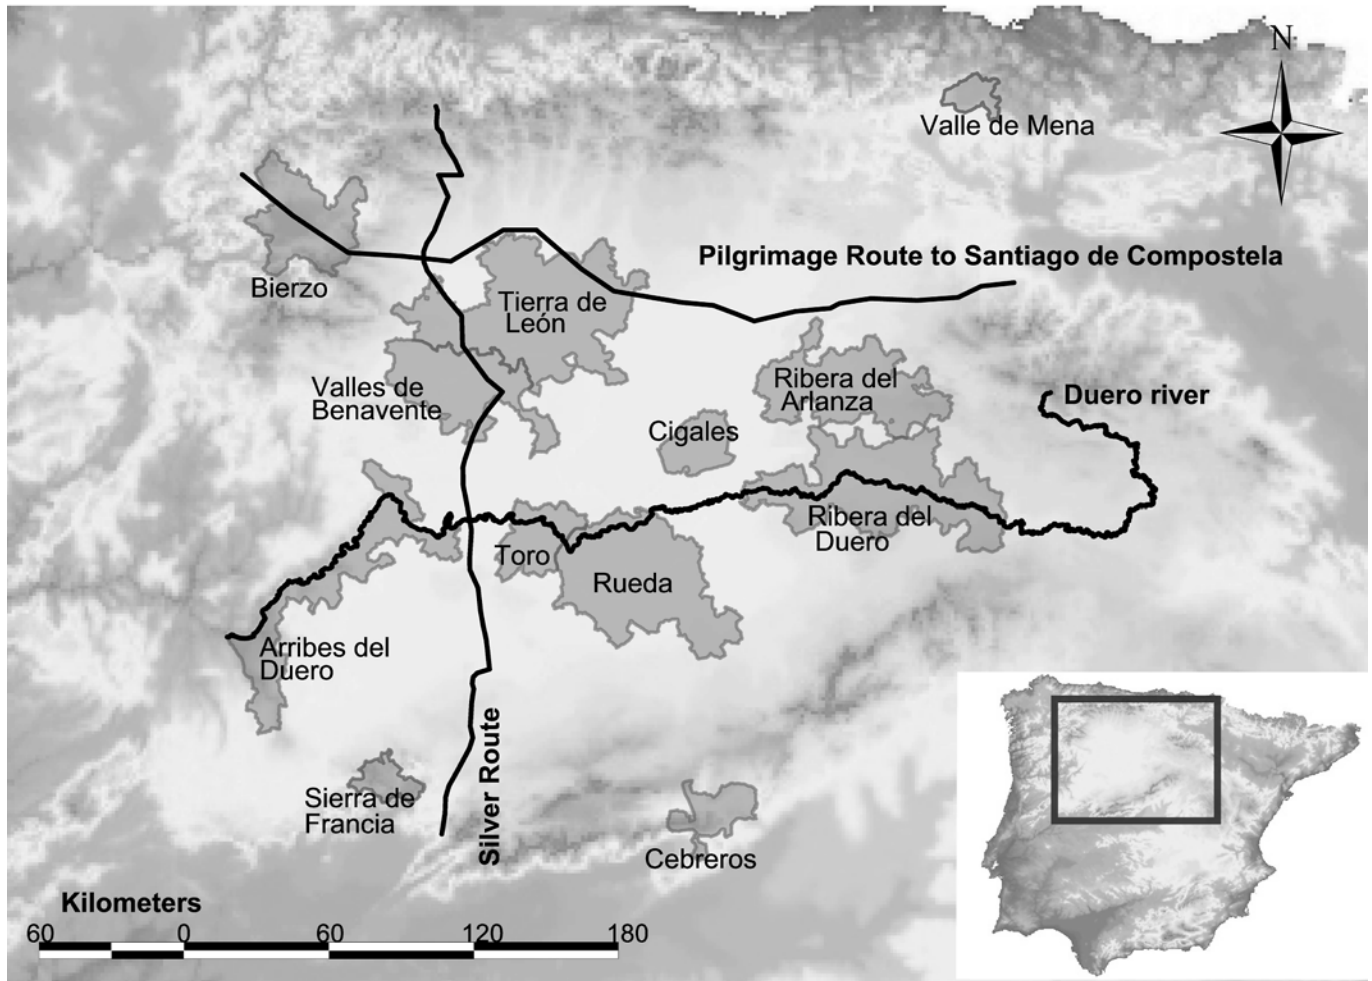 N
Valle de Mena
Pilgrimage Route to Santiago de Compostela
Bierzo
Tierra de
León
Valles de
Benavente
Ribera del
Arlanza
Duero river
Cigales
Ribera del
Duero
Toro
Rueda
Arribes del
Duero
Silver Route
Sierra de
Francia
Cebreros
Kilometers
60 0 60 120 180